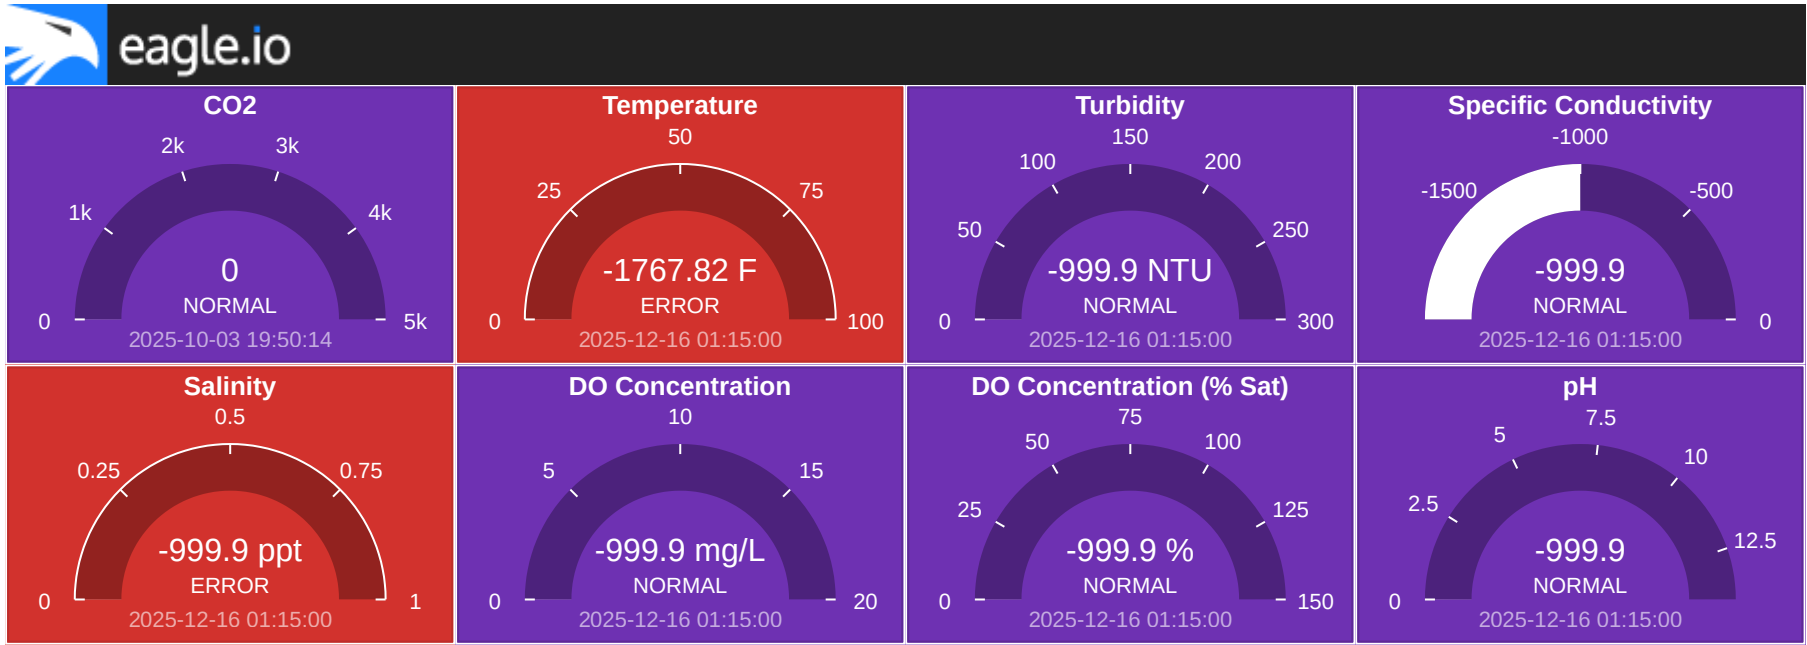 eagle.io
CO2
2k
3k
1k
4k
0
NORMAL
0
5k
2025-10-03 19:50:14
Temperature
50
25
75
-1767.82 F
ERROR
0
100
2025-12-16 01:15:00
Turbidity
150
100
200
50
250
-999.9 NTU
NORMAL
0
300
2025-12-16 01:15:00
Specific Conductivity
-1000
-1500
-500
-999.9
NORMAL
0
2025-12-16 01:15:00
Salinity
0.5
0.25
0.75
-999.9 ppt
ERROR
0
1
2025-12-16 01:15:00
DO Concentration
10
5
15
-999.9 mg/L
NORMAL
0
20
2025-12-16 01:15:00
DO Concentration (% Sat)
75
50
100
25
125
-999.9 %
NORMAL
0
150
2025-12-16 01:15:00
pH
7.5
5
10
2.5
12.5
-999.9
NORMAL
0
2025-12-16 01:15:00